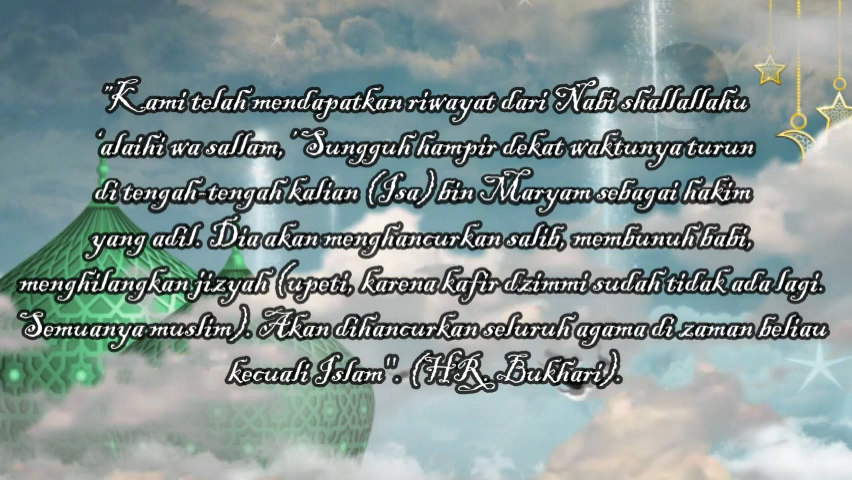 "Kami telah mendapatkan riwayat dari Nabi shallallahu
'alaihi wa sallam, 'Sungguh hampir dekat waktunya turun
di tengah-tengah kalian (Isa) bin Maryam sebagai hakim
yang adil. Dia akan menghancurkan salib, membunuh babi,
menghilangkan jizyah (upeti, karena kafir dzimmi sudah tidak ada lagi.
Semuanya muslim). Akan dihancurkan seluruh agama di zaman beliau
kecuali Islam". (HR. Bukhari).